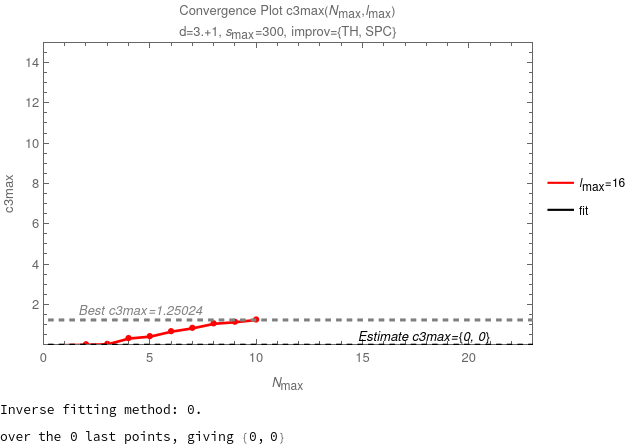 Convergence Plot c3max(Nmax,lmax)
d=3.+1, smax=300, improv={TH, SPC}
14
12
10
8
6
4
2
c3max
Best c3max=1.25024
Estimate c3max={0, 0}
0
5
10
15
20
Nmax
lmax=16
fit
Inverse fitting method: 0.
over the 0 last points, giving {0, 0}